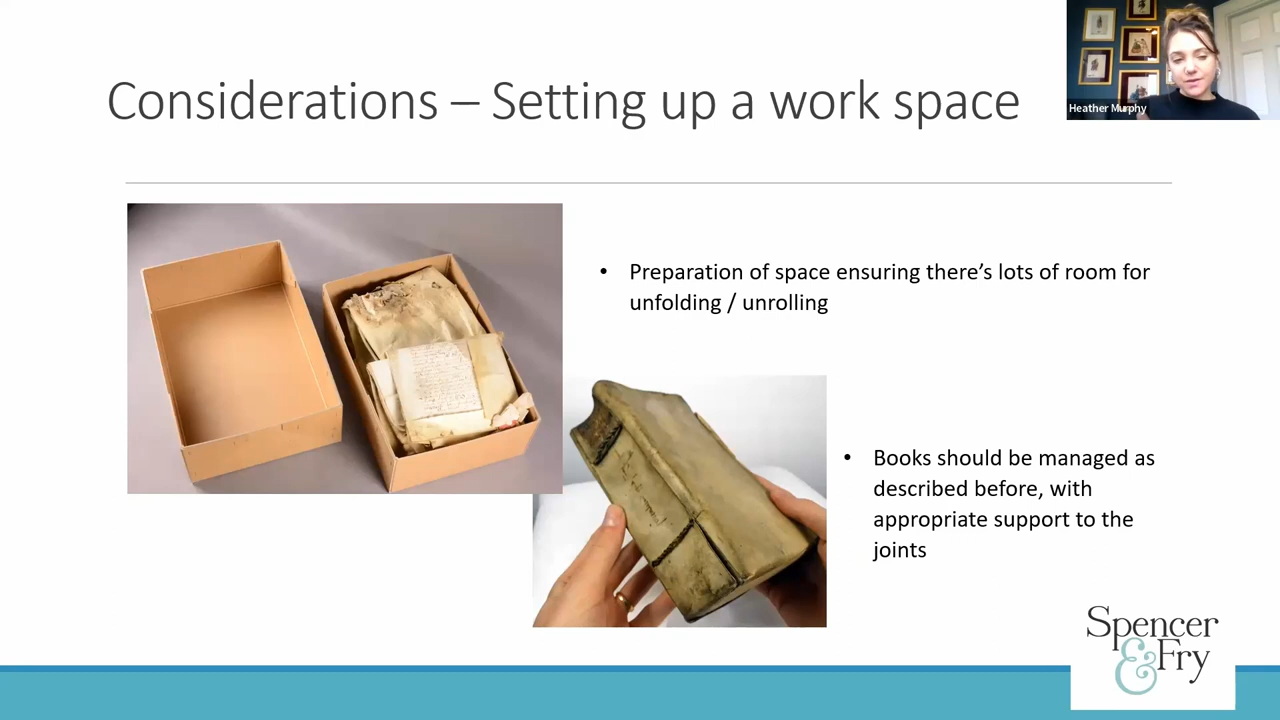 Considerations – Setting up a work space
Heather Murphy
• Preparation of space ensuring there’s lots of room for
unfolding / unrolling
• Books should be managed as
described before, with
appropriate support to the
joints
Spencer
& Fry